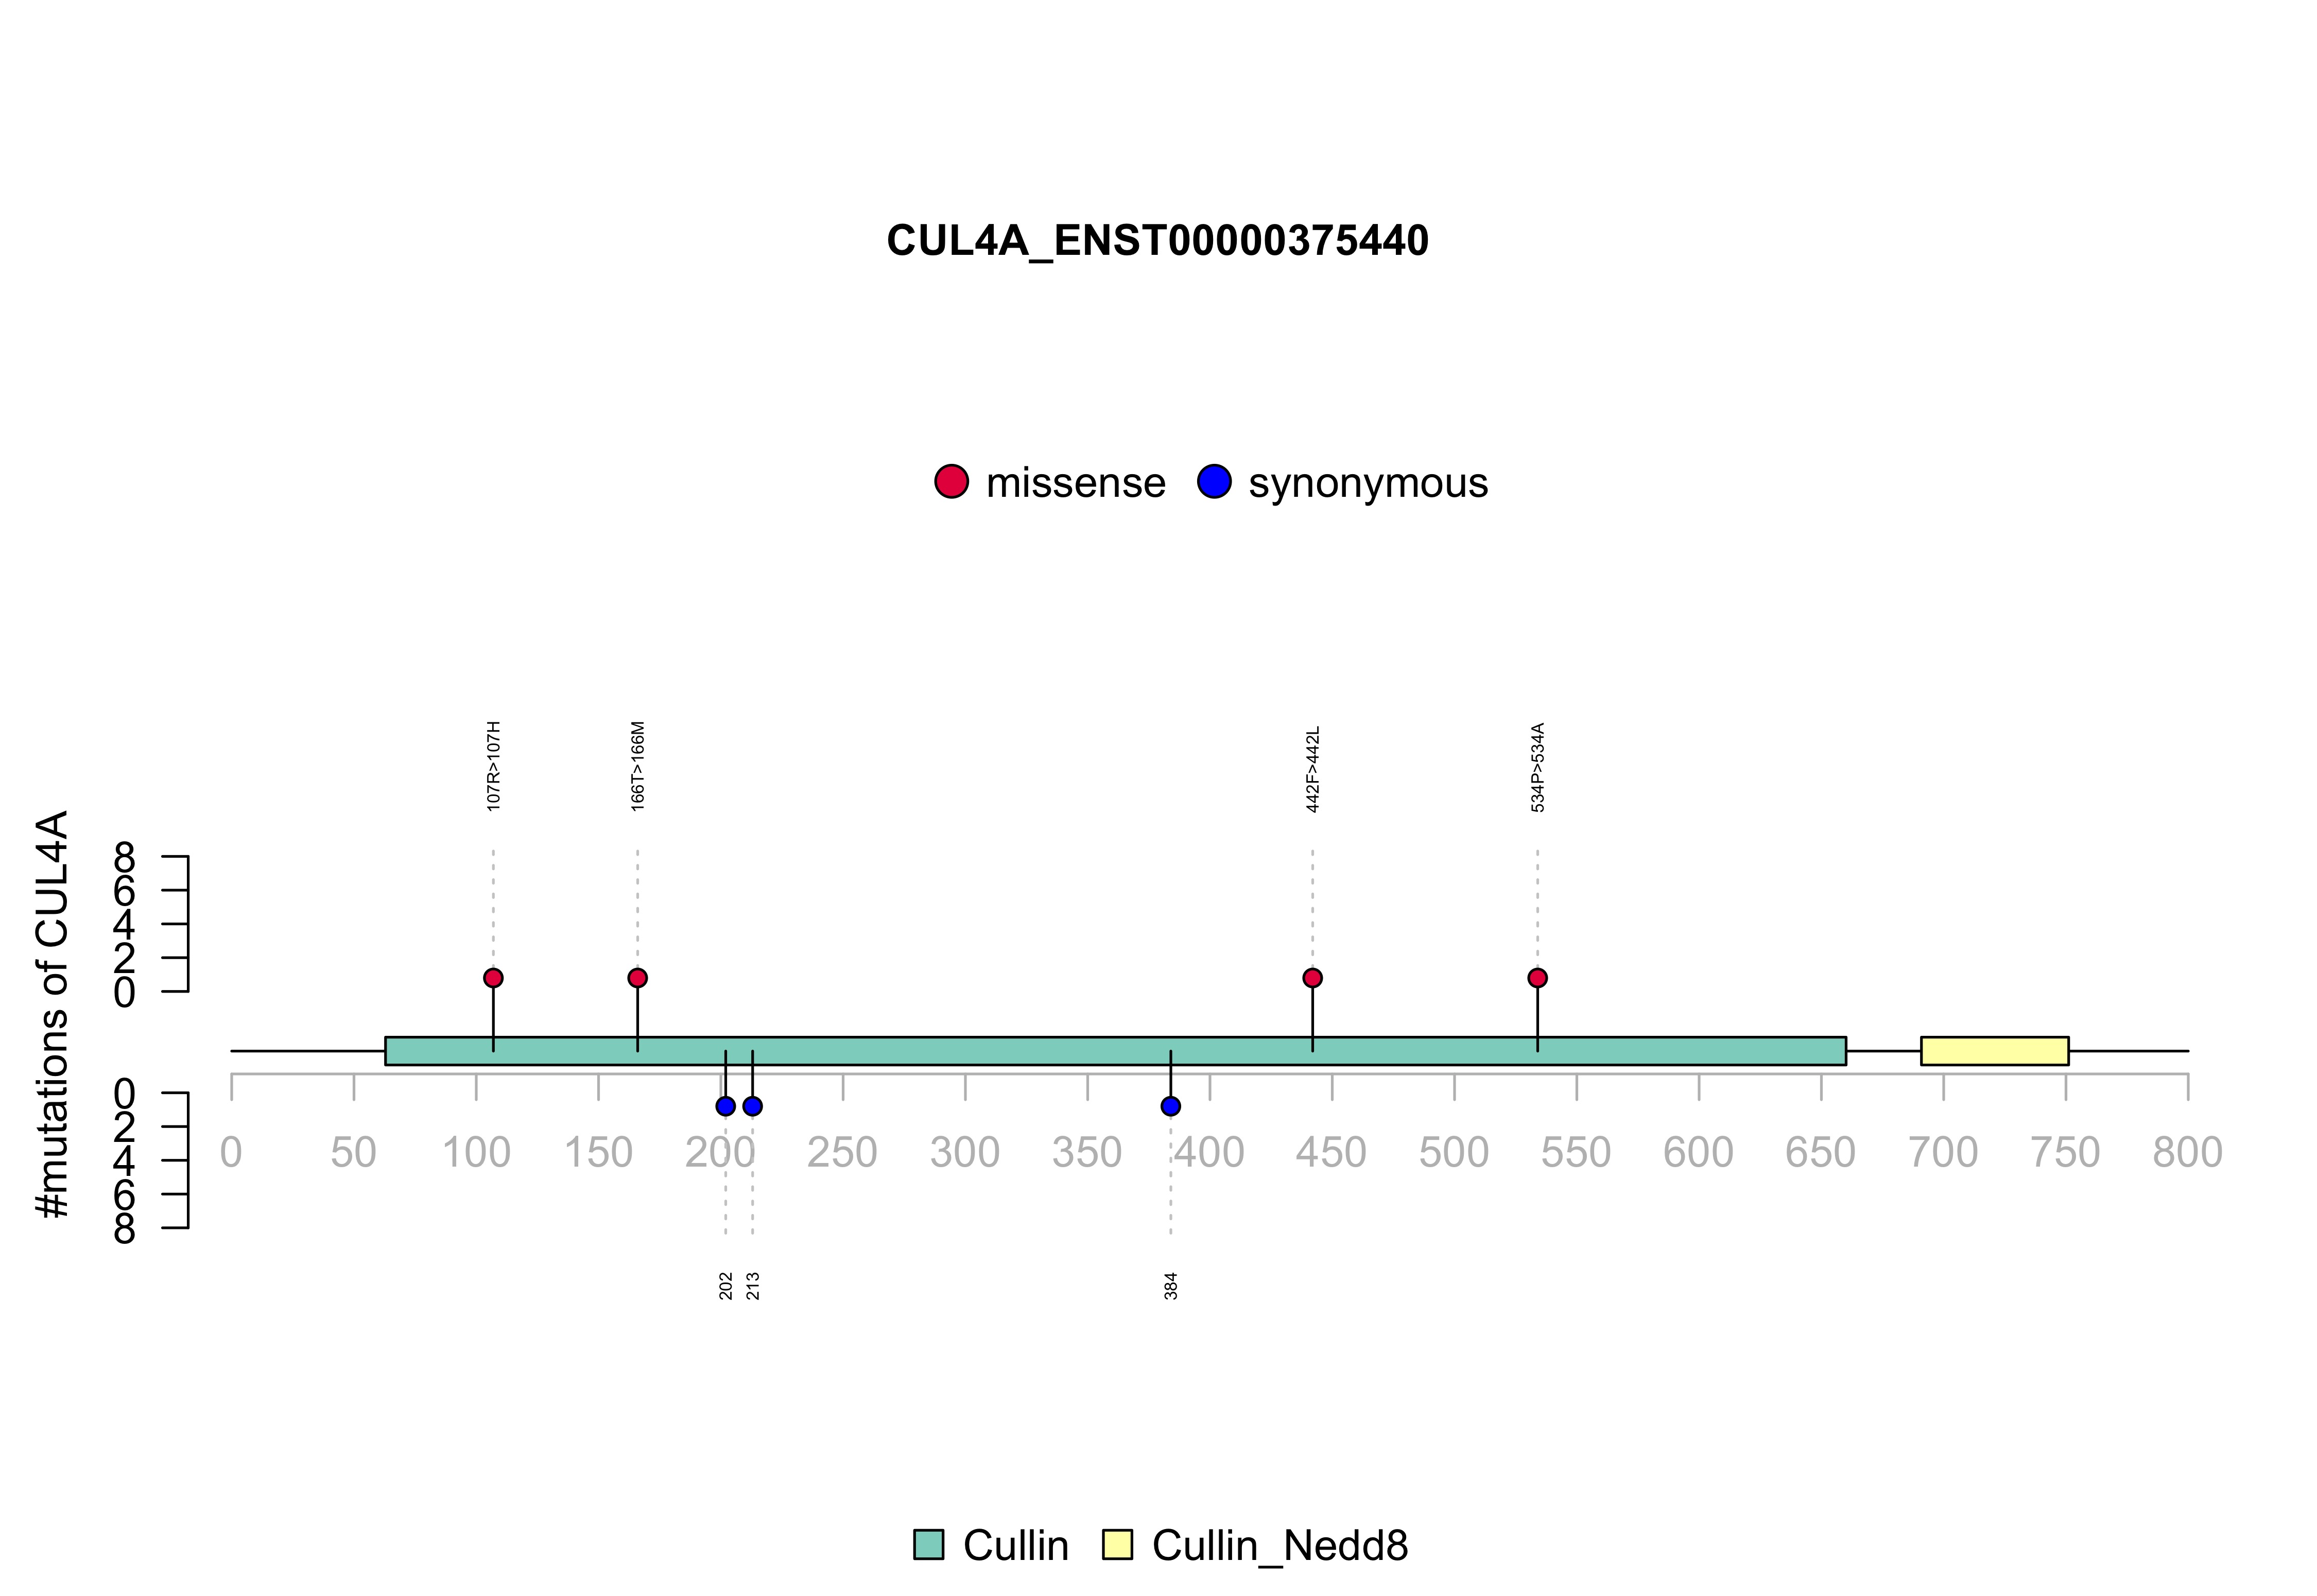 CUL4A_ENST00000375440
missense synonymous
107R>107H 166T>166M 442F>442L 534P>534A
#mutations of CUL4A
8
6
4
2
0
0
2
4
6
8
0 50 100 150 200 250 300 350 400 450 500 550 600 650 700 750 800
202 213 384
Cullin Cullin_Nedd8